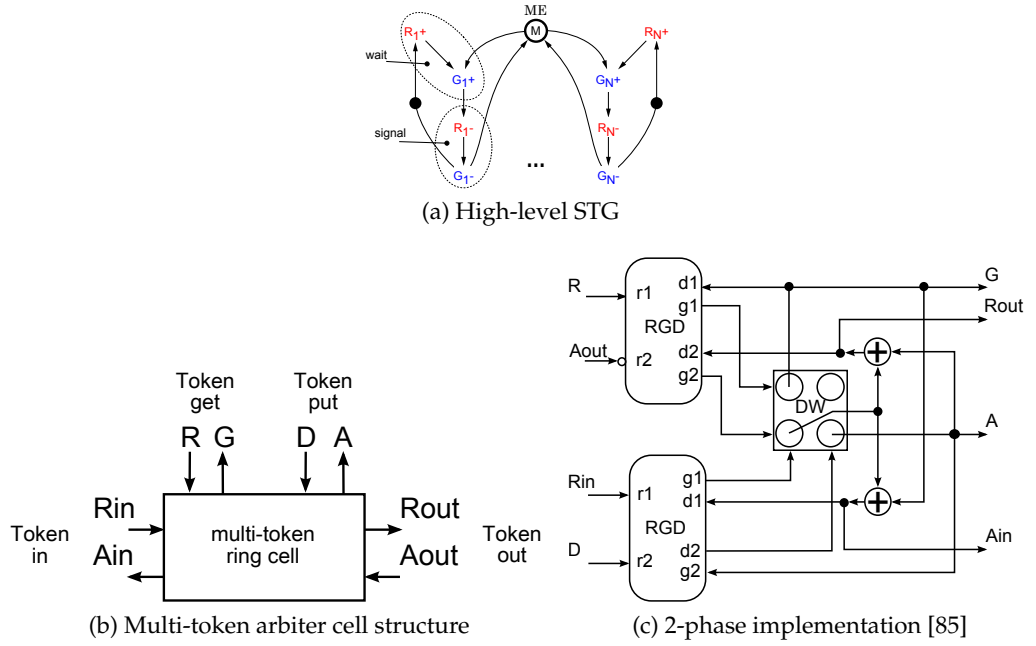 ME
M
R1+
RN+
wait
G1+
GN+
signal
R1-
RN-
...
G1-
GN-
(a) High-level STG
Token get
Token put
R G D A
Rin
Rout
Token in
multi-token ring cell
Token out
Ain
Aout
(b) Multi-token arbiter cell structure
R
r1
d1
G
g1
Rout
RGD
Aout
r2
d2
+
g2
DW
A
Rin
r1
g1
d1
+
RGD
Ain
D
r2
d2
g2
(c) 2-phase implementation [85]